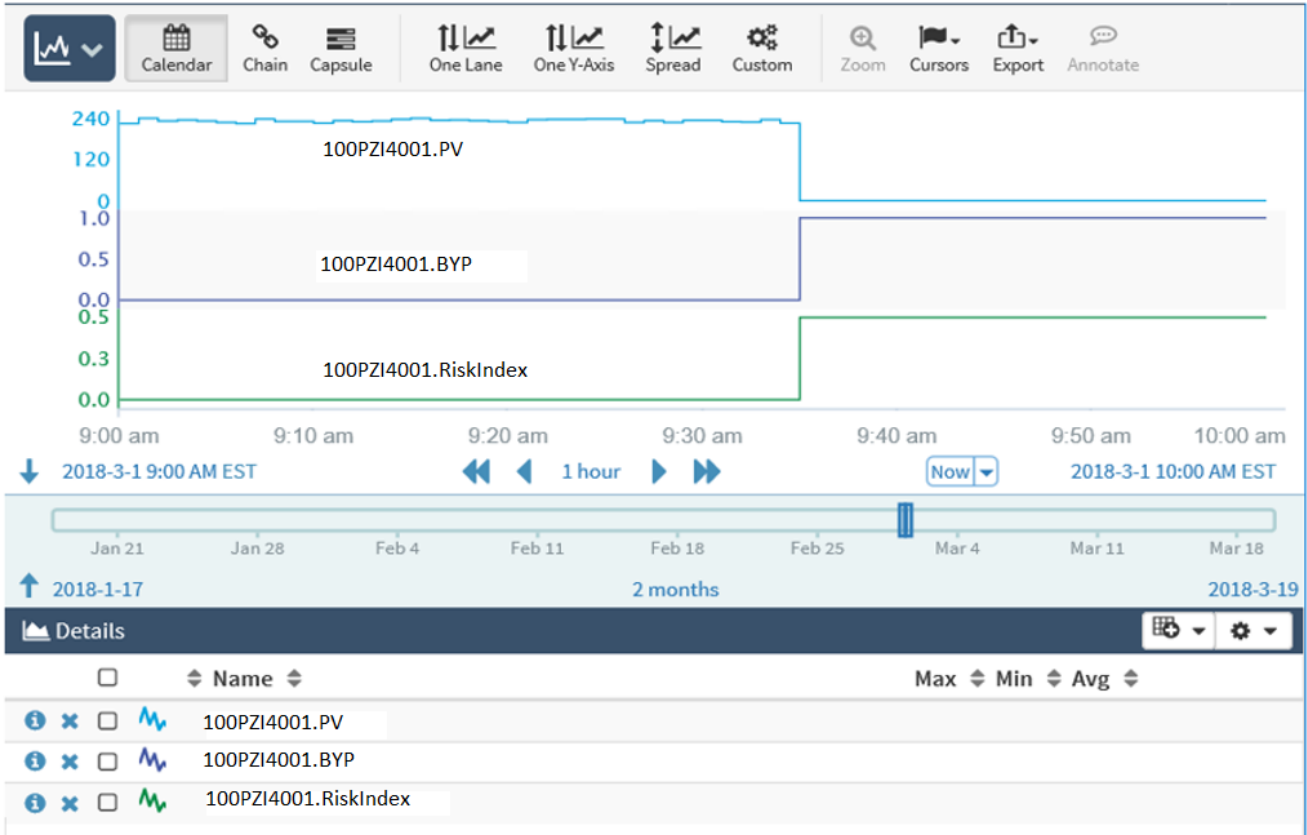 Calendar Chain Capsule One Lane One Y-Axis Spread Custom Zoom Cursors Export Annotate
240
100PZI4001.PV
120
0
1.0
100PZI4001.BYP
0.5
0.0
0.5
100PZI4001.RiskIndex
0.3
0.0
9:00 am 9:10 am 9:20 am 9:30 am 9:40 am 9:50 am 10:00 am
2018-3-1 9:00 AM EST 1 hour Now 2018-3-1 10:00 AM EST
Jan 21 Jan 28 Feb 4 Feb 11 Feb 18 Feb 25 Mar 4 Mar 11 Mar 18
2018-1-17 2 months 2018-3-19
Details
Name Max Min Avg
100PZI4001.PV
100PZI4001.BYP
100PZI4001.RiskIndex